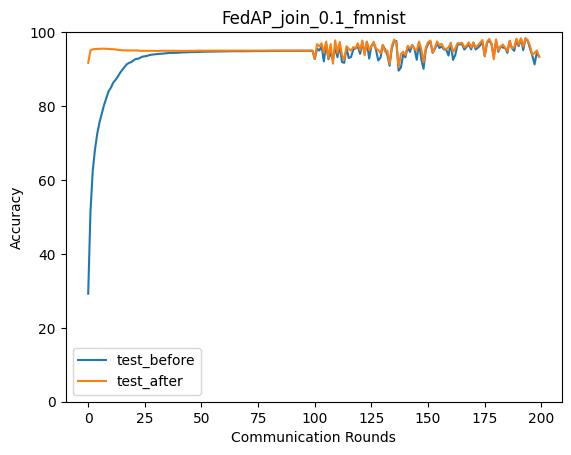 FedAP_join_0.1_fmnist
100
80
60
40
20
0
Accuracy
test_before
test_after
0 25 50 75 100 125 150 175 200
Communication Rounds